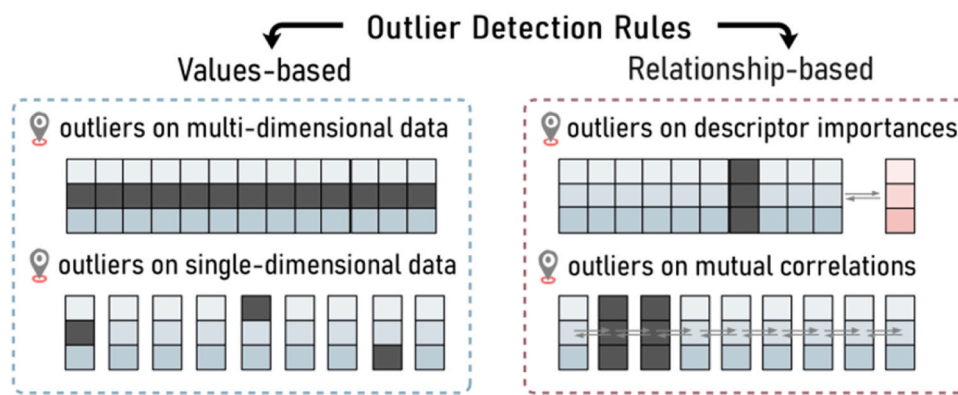 Outlier Detection Rules
Values-based
outliers on multi-dimensional data
outliers on single-dimensional data
Relationship-based
outliers on descriptor importances
outliers on mutual correlations